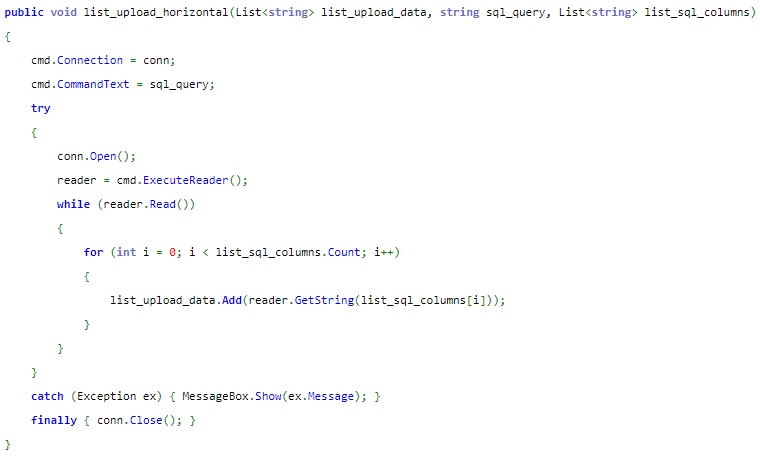 public void list_upload_horizontal(List<string> list_upload_data, string sql_query, List<string> list_sql_columns)
{
    cmd.Connection = conn;
    cmd.CommandText = sql_query;
    try
    {
        conn.Open();
        reader = cmd.ExecuteReader();
        while (reader.Read())
        {
            for (int i = 0; i < list_sql_columns.Count; i++)
            {
                list_upload_data.Add(reader.GetString(list_sql_columns[i]));
            }
        }
    }
    catch (Exception ex) { MessageBox.Show(ex.Message); }
    finally { conn.Close(); }
}